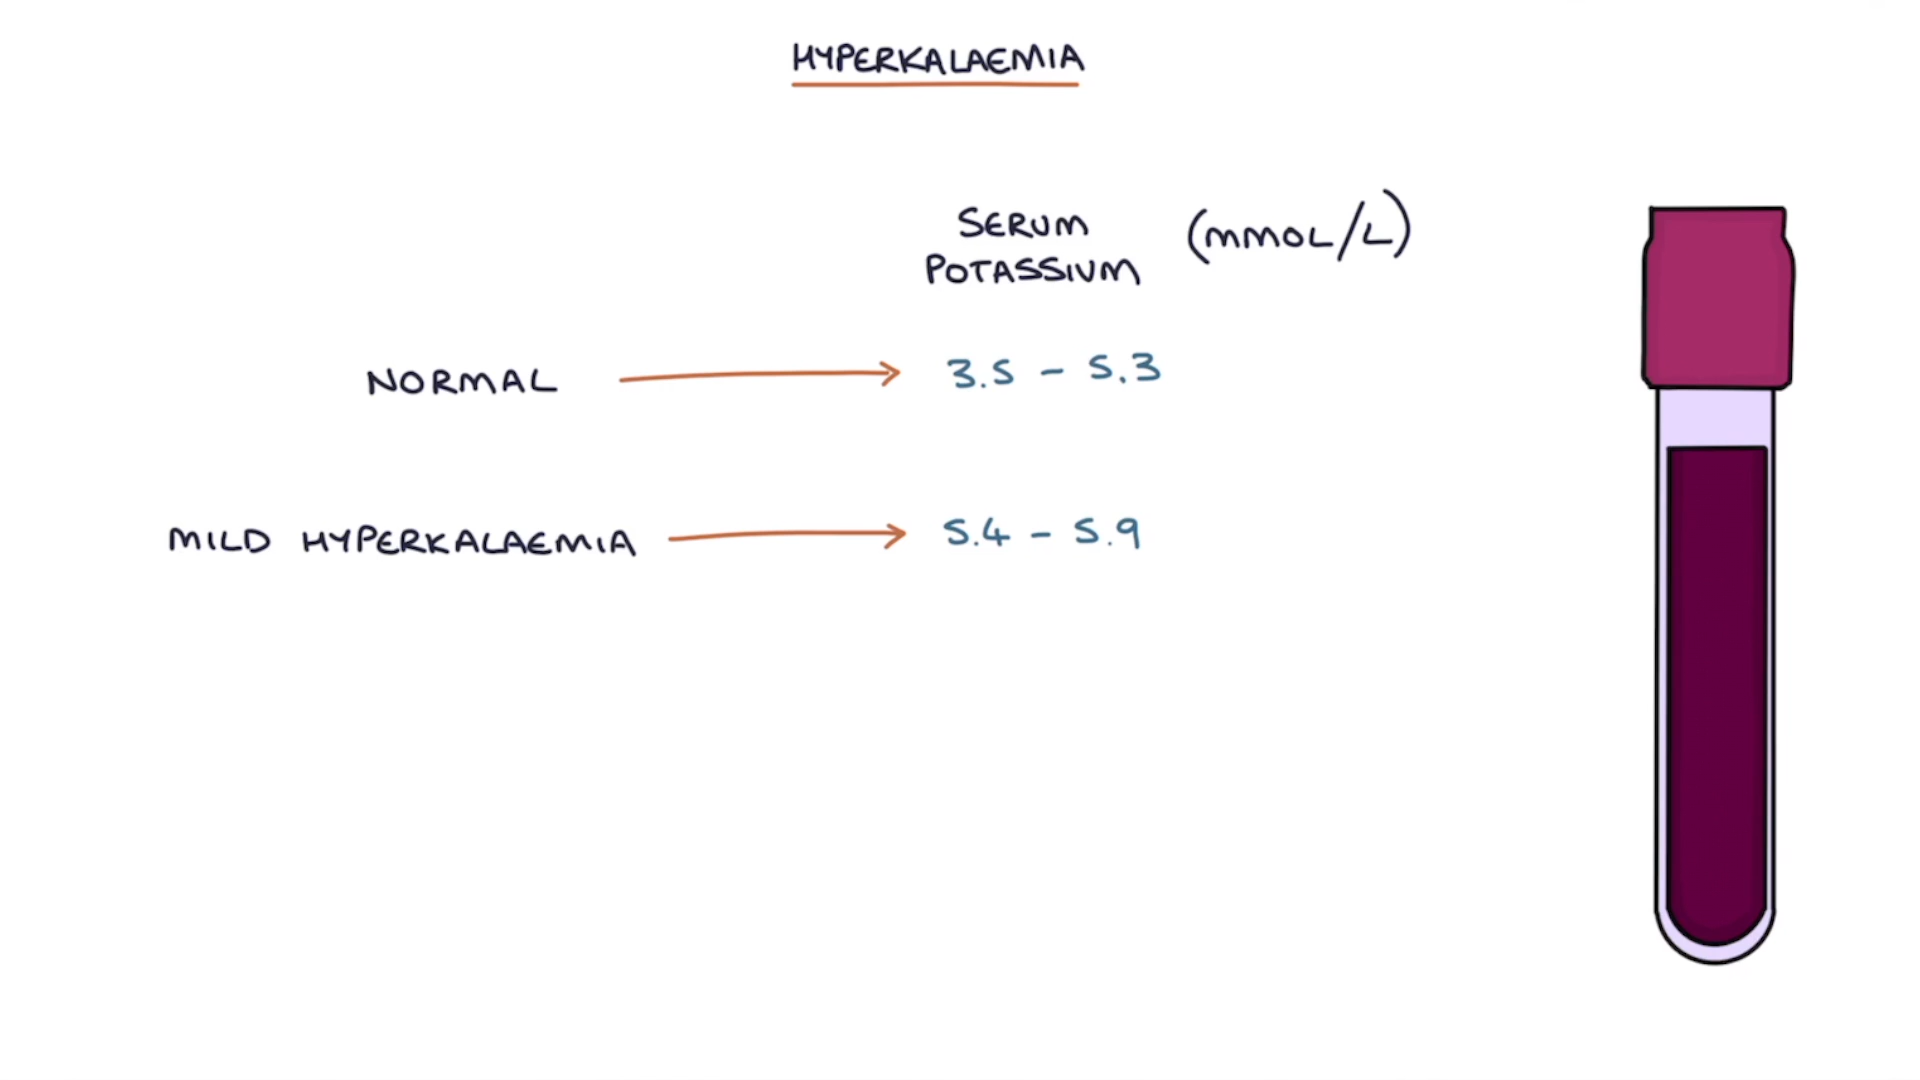 HYPERKALAEMIA
SERUM
POTASSIUM (MMOL/L)
NORMAL 3.5 - 5.3
MILD HYPERKALAEMIA 5.4 - 5.9